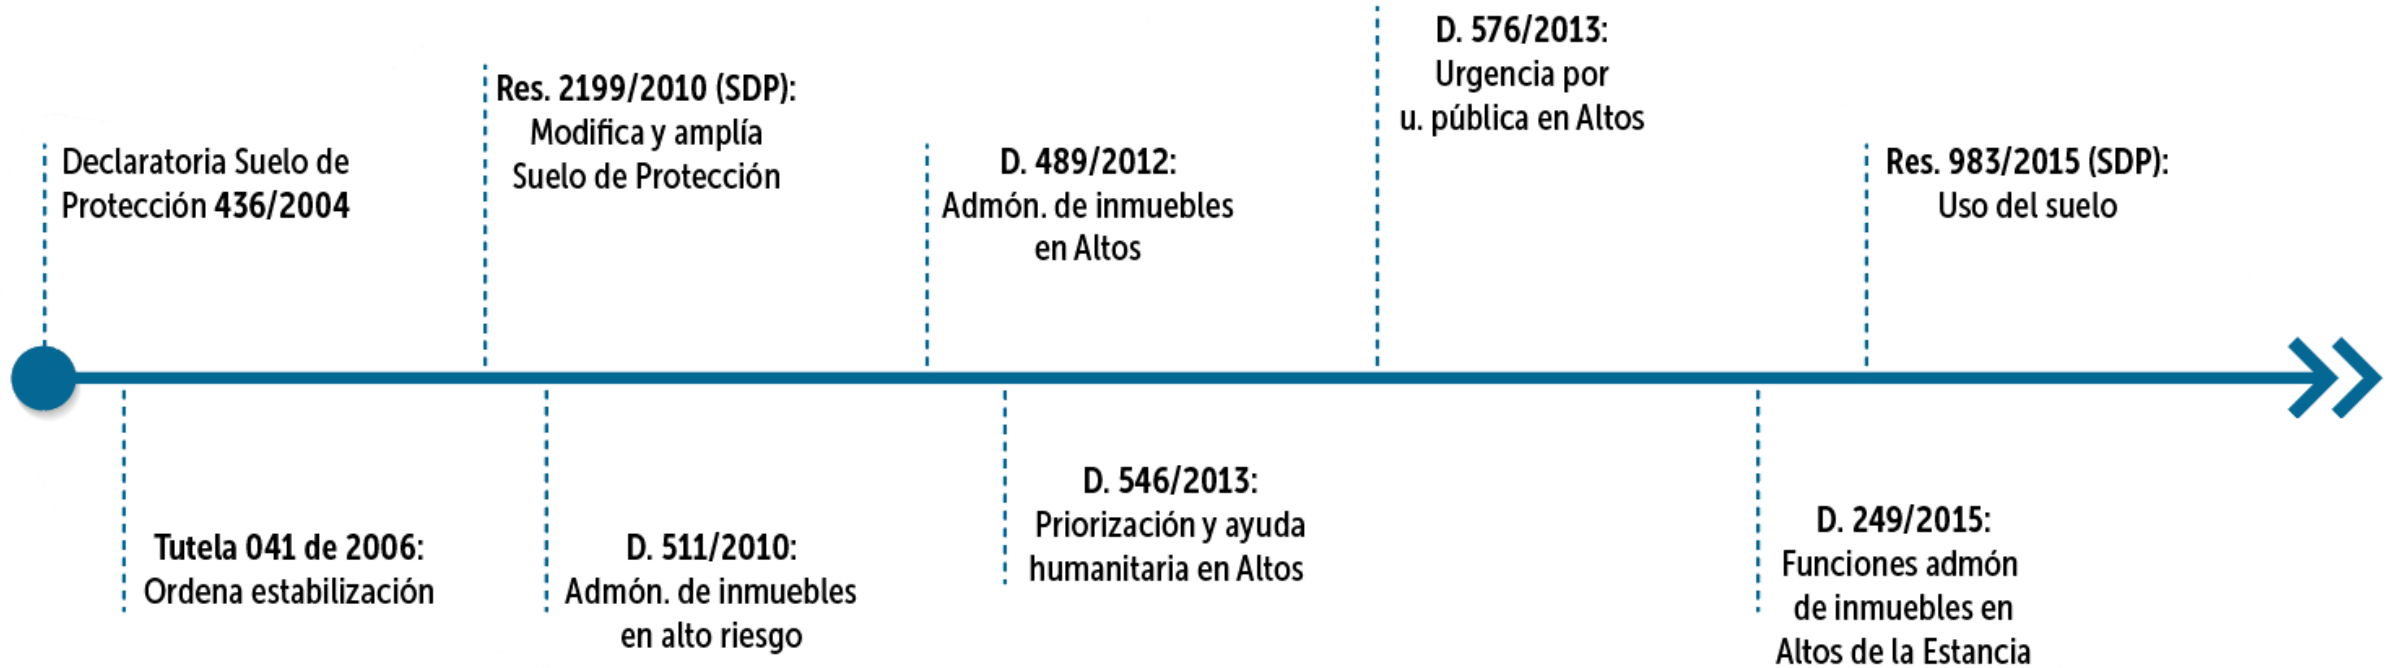 Declaratoria Suelo de
Protección 436/2004
Tutela 041 de 2006:
Ordena estabilización
Res. 2199/2010 (SDP):
Modifica y amplía
Suelo de Protección
D. 511/2010:
Admón. de inmuebles
en alto riesgo
D. 489/2012:
Admón. de inmuebles
en Altos
D. 546/2013:
Priorización y ayuda
humanitaria en Altos
D. 576/2013:
Urgencia por
u. pública en Altos
D. 249/2015:
Funciones admón
de inmuebles en
Altos de la Estancia
Res. 983/2015 (SDP):
Uso del suelo